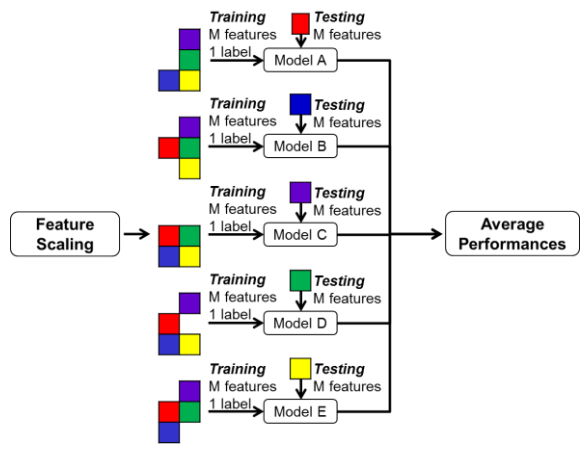 Feature
Scaling
Training
M features
1 label
Testing
M features
Model A
Training
M features
1 label
Testing
M features
Model B
Training
M features
1 label
Testing
M features
Model C
Training
M features
1 label
Testing
M features
Model D
Training
M features
1 label
Testing
M features
Model E
Average
Performances